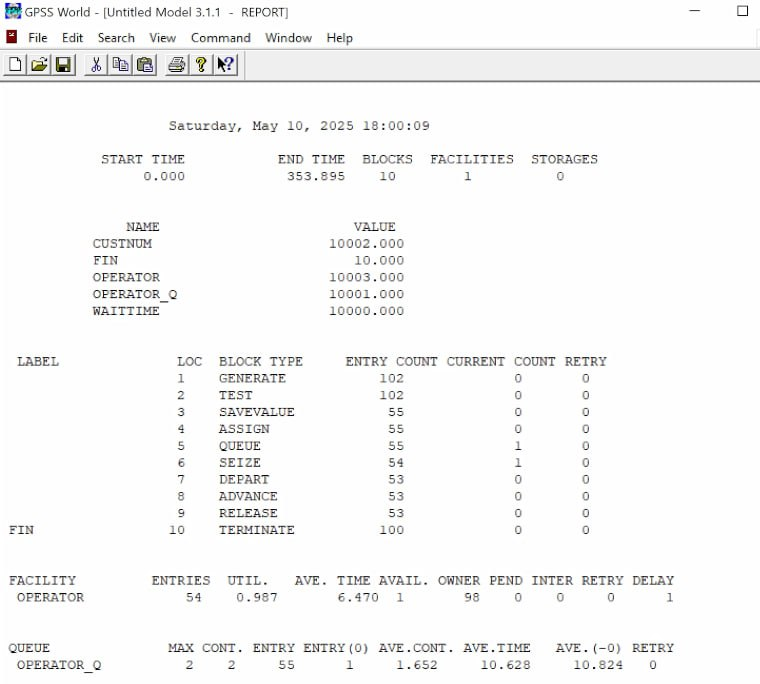 GPSS World - [Untitled Model 3.1.1 - REPORT]
File Edit Search View Command Window Help
Saturday, May 10, 2025 18:00:09
START TIME END TIME BLOCKS FACILITIES STORAGES
0.000 353.895 10 1 0
NAME VALUE
CUSTNUM 10002.000
FIN 10.000
OPERATOR 10003.000
OPERATOR_Q 10001.000
WAITTIME 10000.000
LABEL LOC BLOCK TYPE ENTRY COUNT CURRENT COUNT RETRY
1 GENERATE 102 0 0
2 TEST 102 0 0
3 SAVEVALUE 55 0 0
4 ASSIGN 55 0 0
5 QUEUE 55 1 0
6 SEIZE 54 1 0
7 DEPART 53 0 0
8 ADVANCE 53 0 0
9 RELEASE 53 0 0
FIN 10 TERMINATE 100 0 0
FACILITY ENTRIES UTIL. AVE. TIME AVAIL. OWNER PEND INTER RETRY DELAY
OPERATOR 54 0.987 6.470 1 98 0 0 0 1
QUEUE MAX CONT. ENTRY ENTRY(0) AVE.CONT. AVE.TIME AVE.(-0) RETRY
OPERATOR_Q 2 2 55 1 1.652 10.628 10.824 0